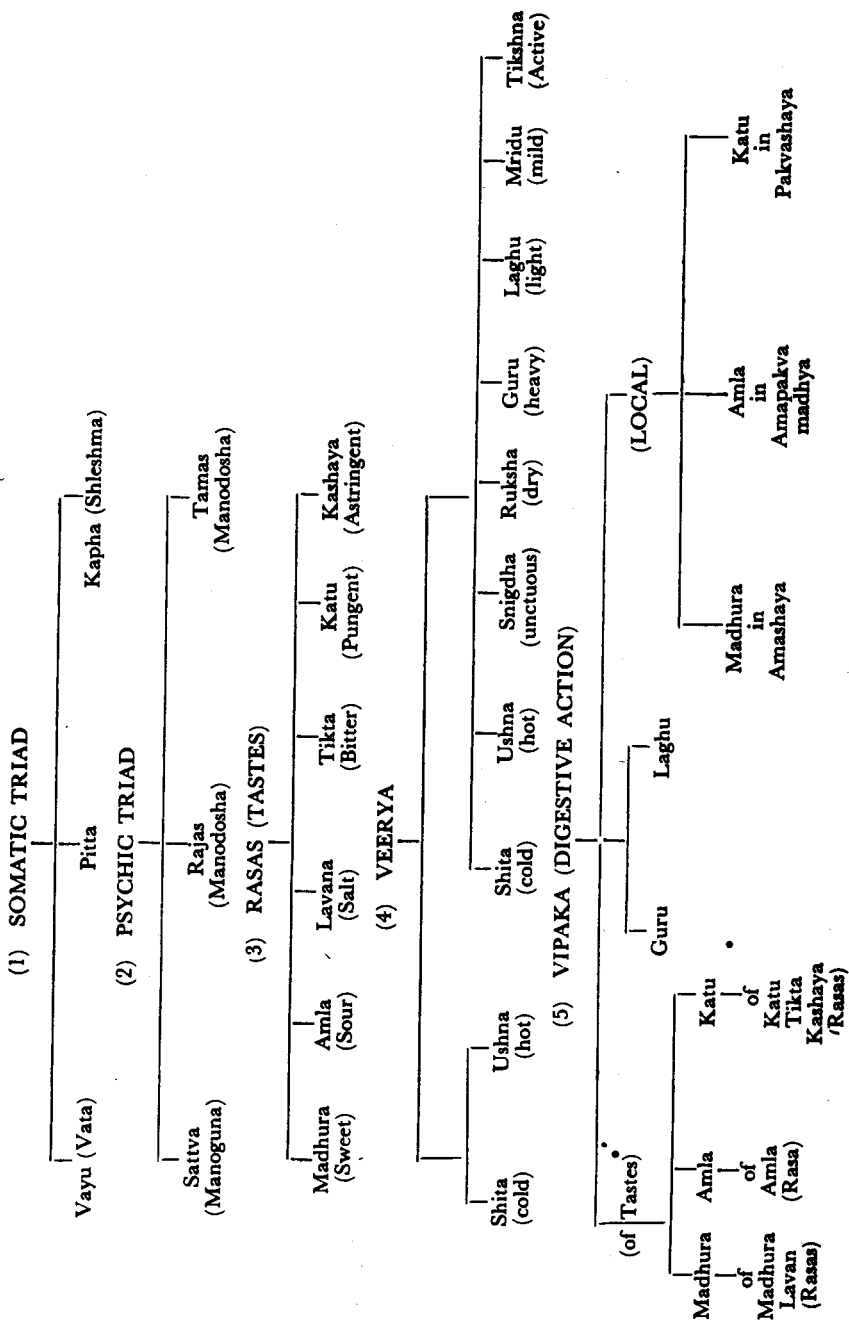 (1) SOMATIC TRIAD
Vayu (Vata) Pitta Kapha (Shleshma)
(2) PSYCHIC TRIAD
Sattva Rajas Tamas
(Manoguna) (Manodosha) (Manodosha)
(3) RASAS (TASTES)
Madhura Amla Lavana Tikta Katu Kashaya
(Sweet) (Sour) (Salt) (Bitter) (Pungent) (Astringent)
(4) VEERYA
Shita Ushna Shita Ushna Snigdha Ruksha Guru Laghu Mridu Tikshna
(cold) (hot) (cold) (hot) (unctuous) (dry) (heavy) (light) (mild) (Active)
(5) VIPAKA (DIGESTIVE ACTION)
(of Tastes) (LOCAL)
Guru Laghu
Madhura Amla Katu
of of of
Madhura Amla Katu
Lavan (Rasa) Tikta
(Rasas) Kashaya
(Rasas)
Madhura Amla Katu
in in in
Amashaya Amapakva Pakvashaya
madhya